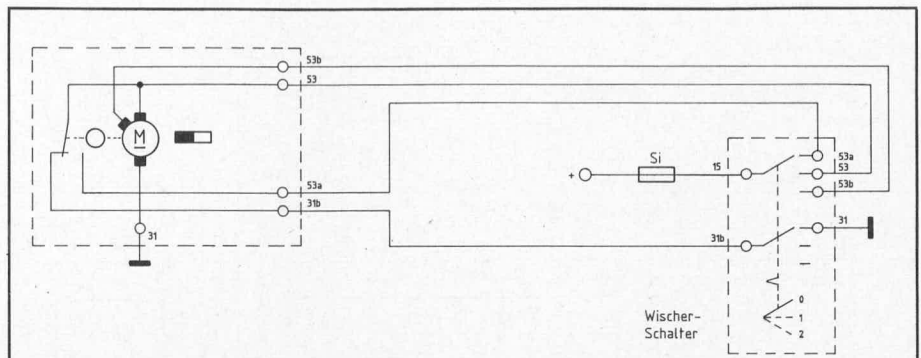 53b
53
M
53a
31b
31
+
Si
15
53a
53
53b
31
31b
0
1
2
Wischer-
Schalter